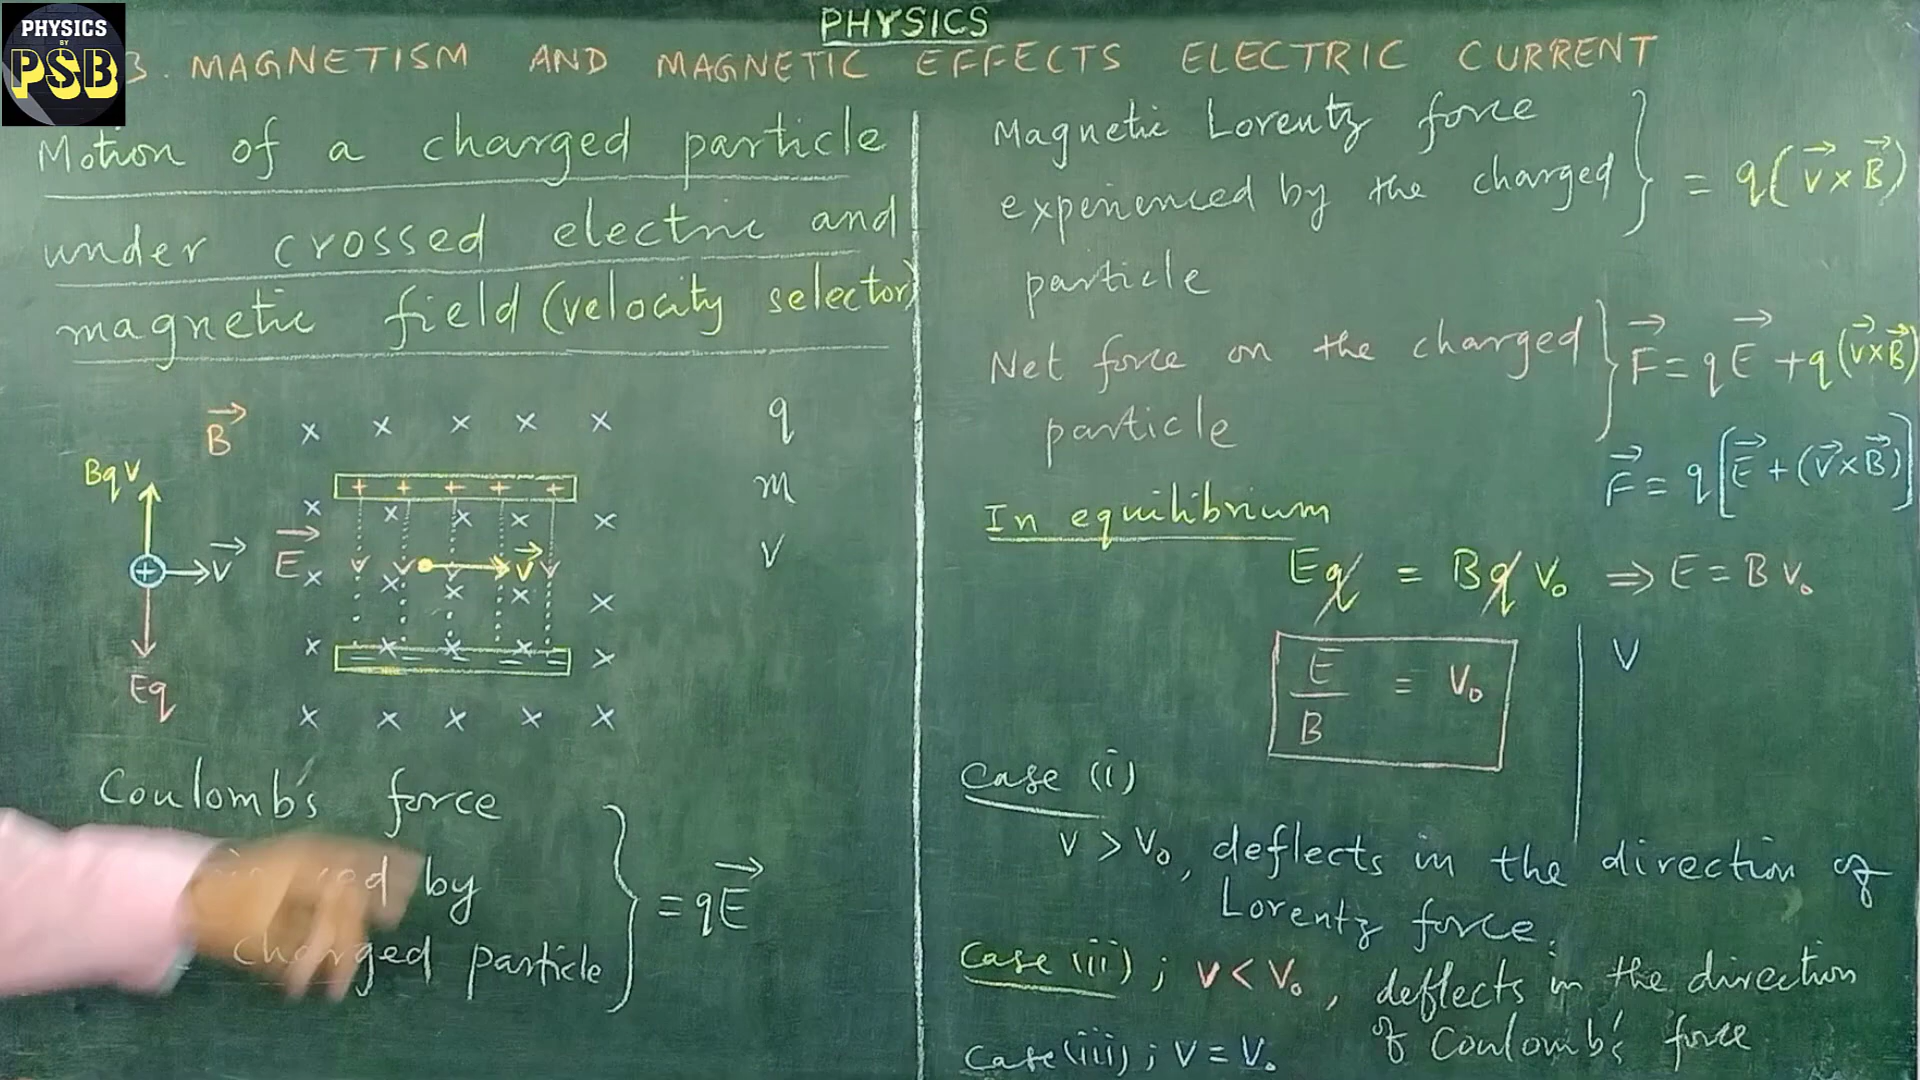 PHYSICS
BY
PSB
PHYSICS
3. MAGNETISM AND MAGNETIC EFFECTS ELECTRIC CURRENT
Motion of a charged particle
under crossed electric and
magnetic field (velocity selector)
B⃗ × × × × ×
q
m
v
Bqv
+ + + + +
× × × × ×
+ v⃗
E⃗ × × × × ×
v⃗
× × × × ×
– – – – –
Eq
× × × × ×
Coulomb's force
by
charged particle
= qE⃗
Magnetic Lorentz force
experienced by the charged
particle
= q(v⃗ × B⃗)
Net force on the charged
particle
F⃗ = qE⃗ + q(v⃗ × B⃗)
F⃗ = q[E⃗ + (v⃗ × B⃗)]
In equilibrium
Eq = Bq v₀ ⇒ E = B v₀
E/B = v₀
V
Case (i)
v > v₀, deflects in the direction of
Lorentz force.
Case (ii) ; v < v₀, deflects in the direction
of Coulomb's force
Case (iii) ; v = v₀